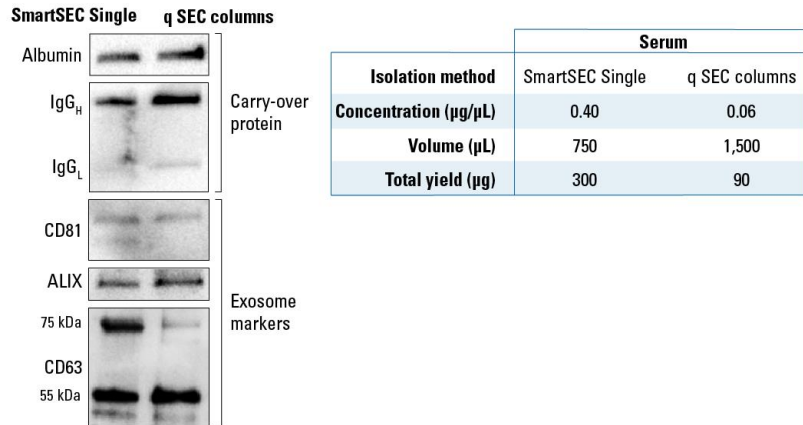 SmartSEC Single q SEC columns
Albumin
IgGH
IgGL
Carry-over
protein
CD81
ALIX
75 kDa
CD63
55 kDa
Exosome
markers
Serum
Isolation method SmartSEC Single q SEC columns
Concentration (µg/µL) 0.40 0.06
Volume (µL) 750 1,500
Total yield (µg) 300 90